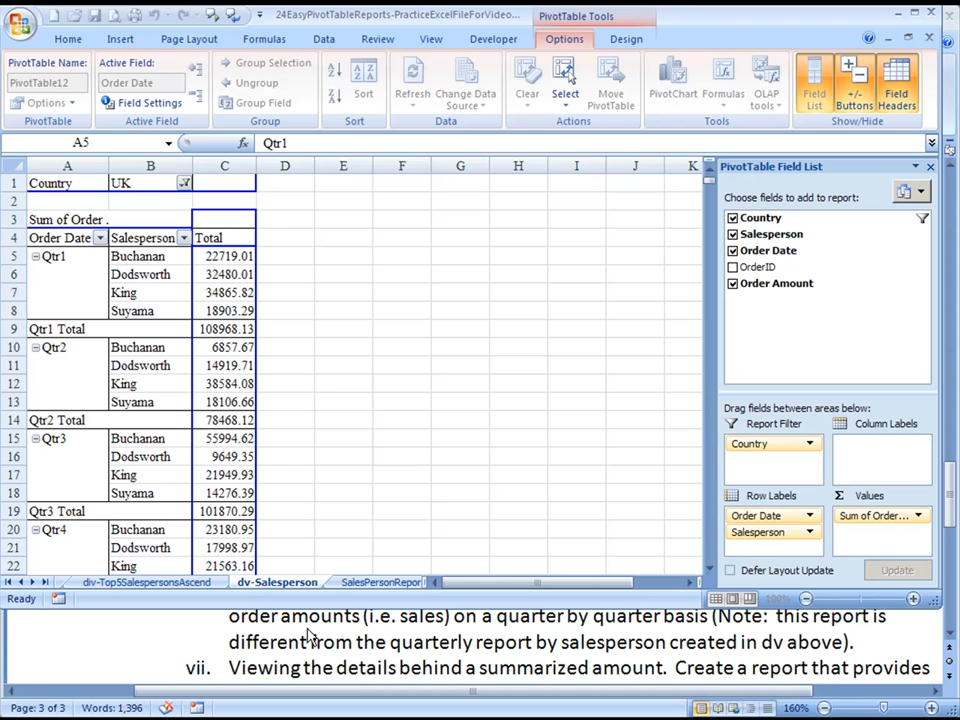 24EasyPivotTableReports-PracticeExcelFileForVideo...
PivotTable Tools
Home Insert Page Layout Formulas Data Review View Developer Options Design
PivotTable Name:
PivotTable12
Options
PivotTable
Active Field:
Order Date
Field Settings
Active Field
Group Selection
Ungroup
Group Field
Group
Sort
Sort
Refresh
Change Data Source
Data
Clear
Select
Move PivotTable
Actions
PivotChart
Formulas
OLAP tools
Tools
Field List
+/- Buttons
Field Headers
Show/Hide
A5
fx
Qtr1
A B C D E F G H I J K
1 Country UK
2
3 Sum of Order .
4 Order Date Salesperson Total
5 Qtr1 Buchanan 22719.01
6 Dodsworth 32480.01
7 King 34865.82
8 Suyama 18903.29
9 Qtr1 Total 108968.13
10 Qtr2 Buchanan 6857.67
11 Dodsworth 14919.71
12 King 38584.08
13 Suyama 18106.66
14 Qtr2 Total 78468.12
15 Qtr3 Buchanan 55994.62
16 Dodsworth 9649.35
17 King 21949.93
18 Suyama 14276.39
19 Qtr3 Total 101870.29
20 Qtr4 Buchanan 23180.95
21 Dodsworth 17998.97
22 King 21563.16
PivotTable Field List
Choose fields to add to report:
Country
Salesperson
Order Date
OrderID
Order Amount
Drag fields between areas below:
Report Filter
Column Labels
Country
Row Labels
Σ Values
Order Date
Sum of Order...
Salesperson
Defer Layout Update
Update
div-Top5SalespersonsAscend dv-Salesperson SalesPersonRepor
Ready
100%
order amounts (i.e. sales) on a quarter by quarter basis (Note: this report is
different from the quarterly report by salesperson created in dv above).
vii. Viewing the details behind a summarized amount. Create a report that provides
Page: 3 of 3 Words: 1,396 160%